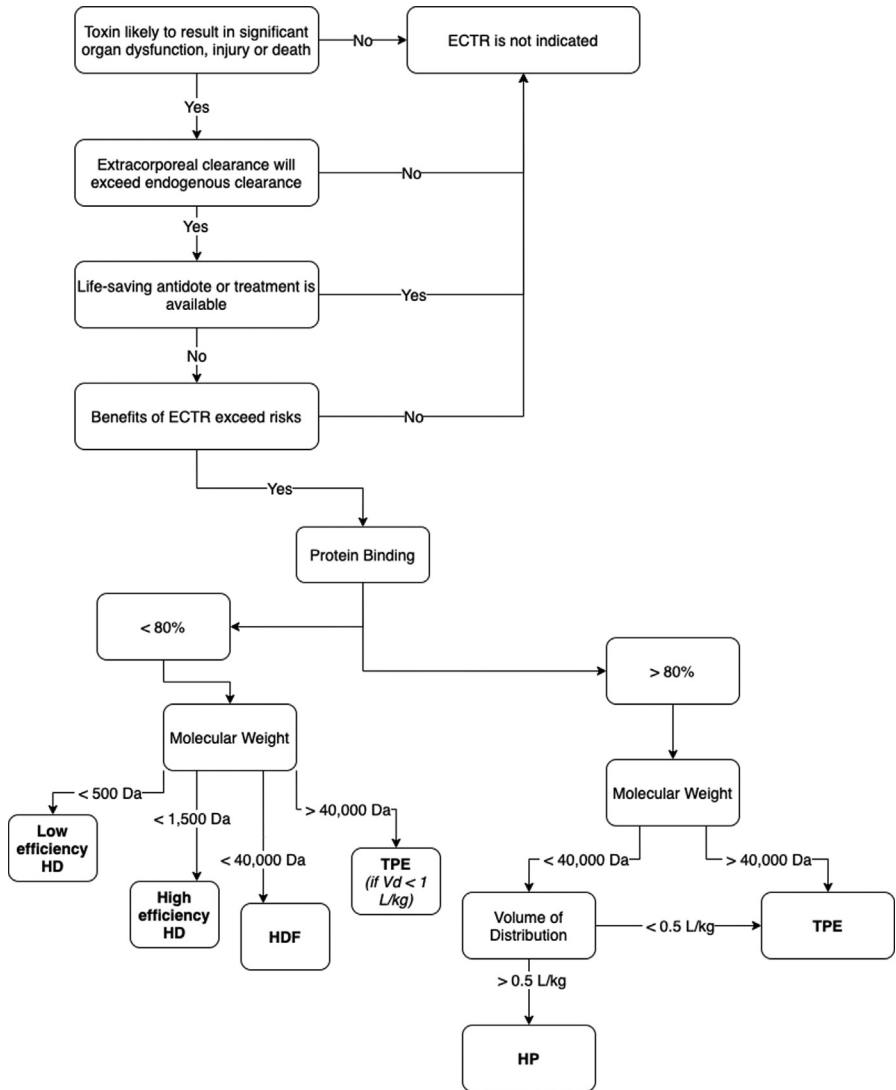 Toxin likely to result in significant
organ dysfunction, injury or death
No
ECTR is not indicated
Yes
Extracorporeal clearance will
exceed endogenous clearance
No
Yes
Life-saving antidote or treatment is
available
Yes
No
Benefits of ECTR exceed risks
No
Yes
Protein Binding
< 80%
> 80%
Molecular Weight
< 500 Da
Low
efficiency
HD
< 1,500 Da
High
efficiency
HD
< 40,000 Da
HDF
> 40,000 Da
TPE
(if Vd < 1
L/kg)
Molecular Weight
< 40,000 Da
> 40,000 Da
Volume of
Distribution
< 0.5 L/kg
TPE
> 0.5 L/kg
HP